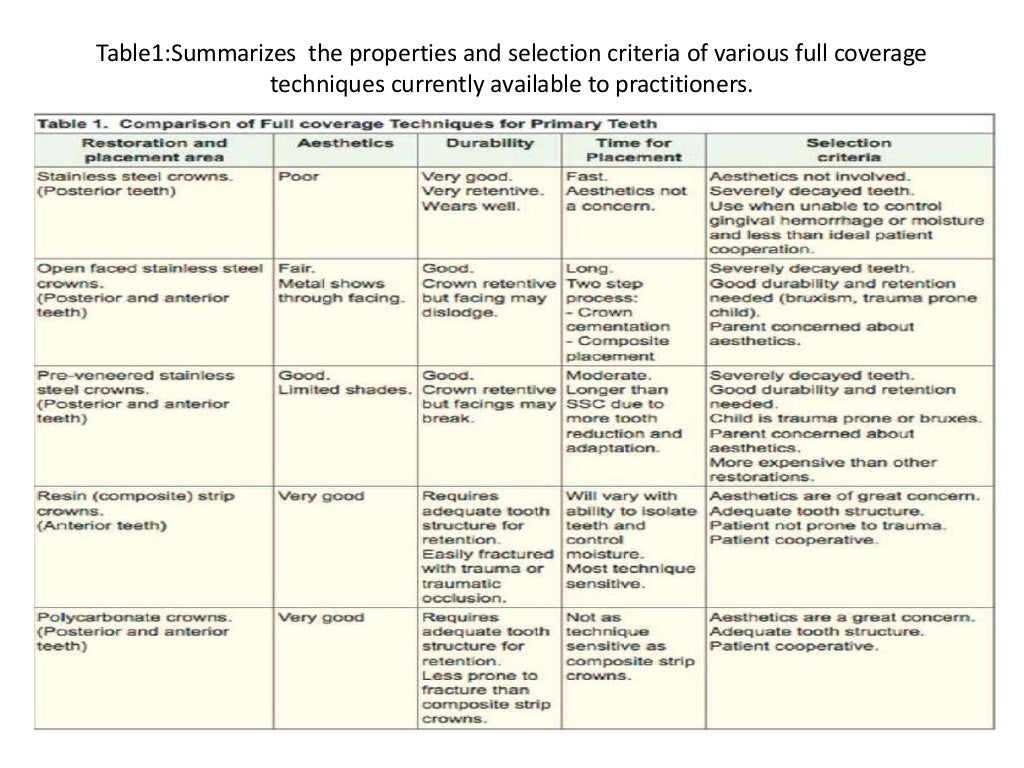 Table1:Summarizes the properties and selection criteria of various full coverage
techniques currently available to practitioners.
Table 1. Comparison of Full coverage Techniques for Primary Teeth
Restoration and
placement area
Aesthetics
Durability
Time for
Placement
Selection
criteria
Stainless steel crowns.
(Posterior teeth)
Poor
Very good.
Very retentive.
Wears well.
Fast.
Aesthetics not
a concern.
Aesthetics not involved.
Severely decayed teeth.
Use when unable to control
gingival hemorrhage or moisture
and less than ideal patient
cooperation.
Open faced stainless steel
crowns.
(Posterior and anterior
teeth)
Fair.
Metal shows
through facing.
Good.
Crown retentive
but facing may
dislodge.
Long.
Two step
process:
- Crown
cementation
- Composite
placement
Severely decayed teeth.
Good durability and retention
needed (bruxism, trauma prone
child).
Parent concerned about
aesthetics.
Pre-veneered stainless
steel crowns.
(Posterior and anterior
teeth)
Good.
Limited shades.
Good.
Crown retentive
but facings may
break.
Moderate.
Longer than
SSC due to
more tooth
reduction and
adaptation.
Severely decayed teeth.
Good durability and retention
needed.
Child is trauma prone or bruxes.
Parent concerned about
aesthetics.
More expensive than other
restorations.
Resin (composite) strip
crowns.
(Anterior teeth)
Very good
Requires
adequate tooth
structure for
retention.
Easily fractured
with trauma or
traumatic
occlusion.
Will vary with
ability to isolate
teeth and
control
moisture.
Most technique
sensitive.
Aesthetics are of great concern.
Adequate tooth structure.
Patient not prone to trauma.
Patient cooperative.
Polycarbonate crowns.
(Posterior and anterior
teeth)
Very good
Requires
adequate tooth
structure for
retention.
Less prone to
fracture than
composite strip
crowns.
Not as
technique
sensitive as
composite strip
crowns.
Aesthetics are a great concern.
Adequate tooth structure.
Patient cooperative.